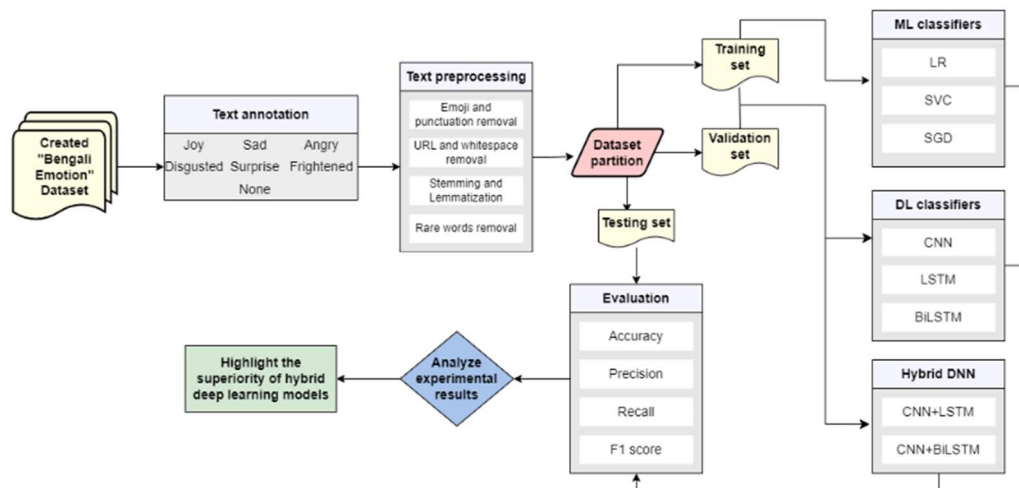 Created
"Bengali
Emotion"
Dataset
Text annotation
Joy Sad Angry
Disgusted Surprise Frightened
None
Text preprocessing
Emoji and
punctuation removal
URL and whitespace
removal
Stemming and
Lemmatization
Rare words removal
Dataset
partition
Training
set
Validation
set
Testing set
ML classifiers
LR
SVC
SGD
DL classifiers
CNN
LSTM
BiLSTM
Hybrid DNN
CNN+LSTM
CNN+BiLSTM
Evaluation
Accuracy
Precision
Recall
F1 score
Analyze
experimental
results
Highlight the
superiority of hybrid
deep learning models